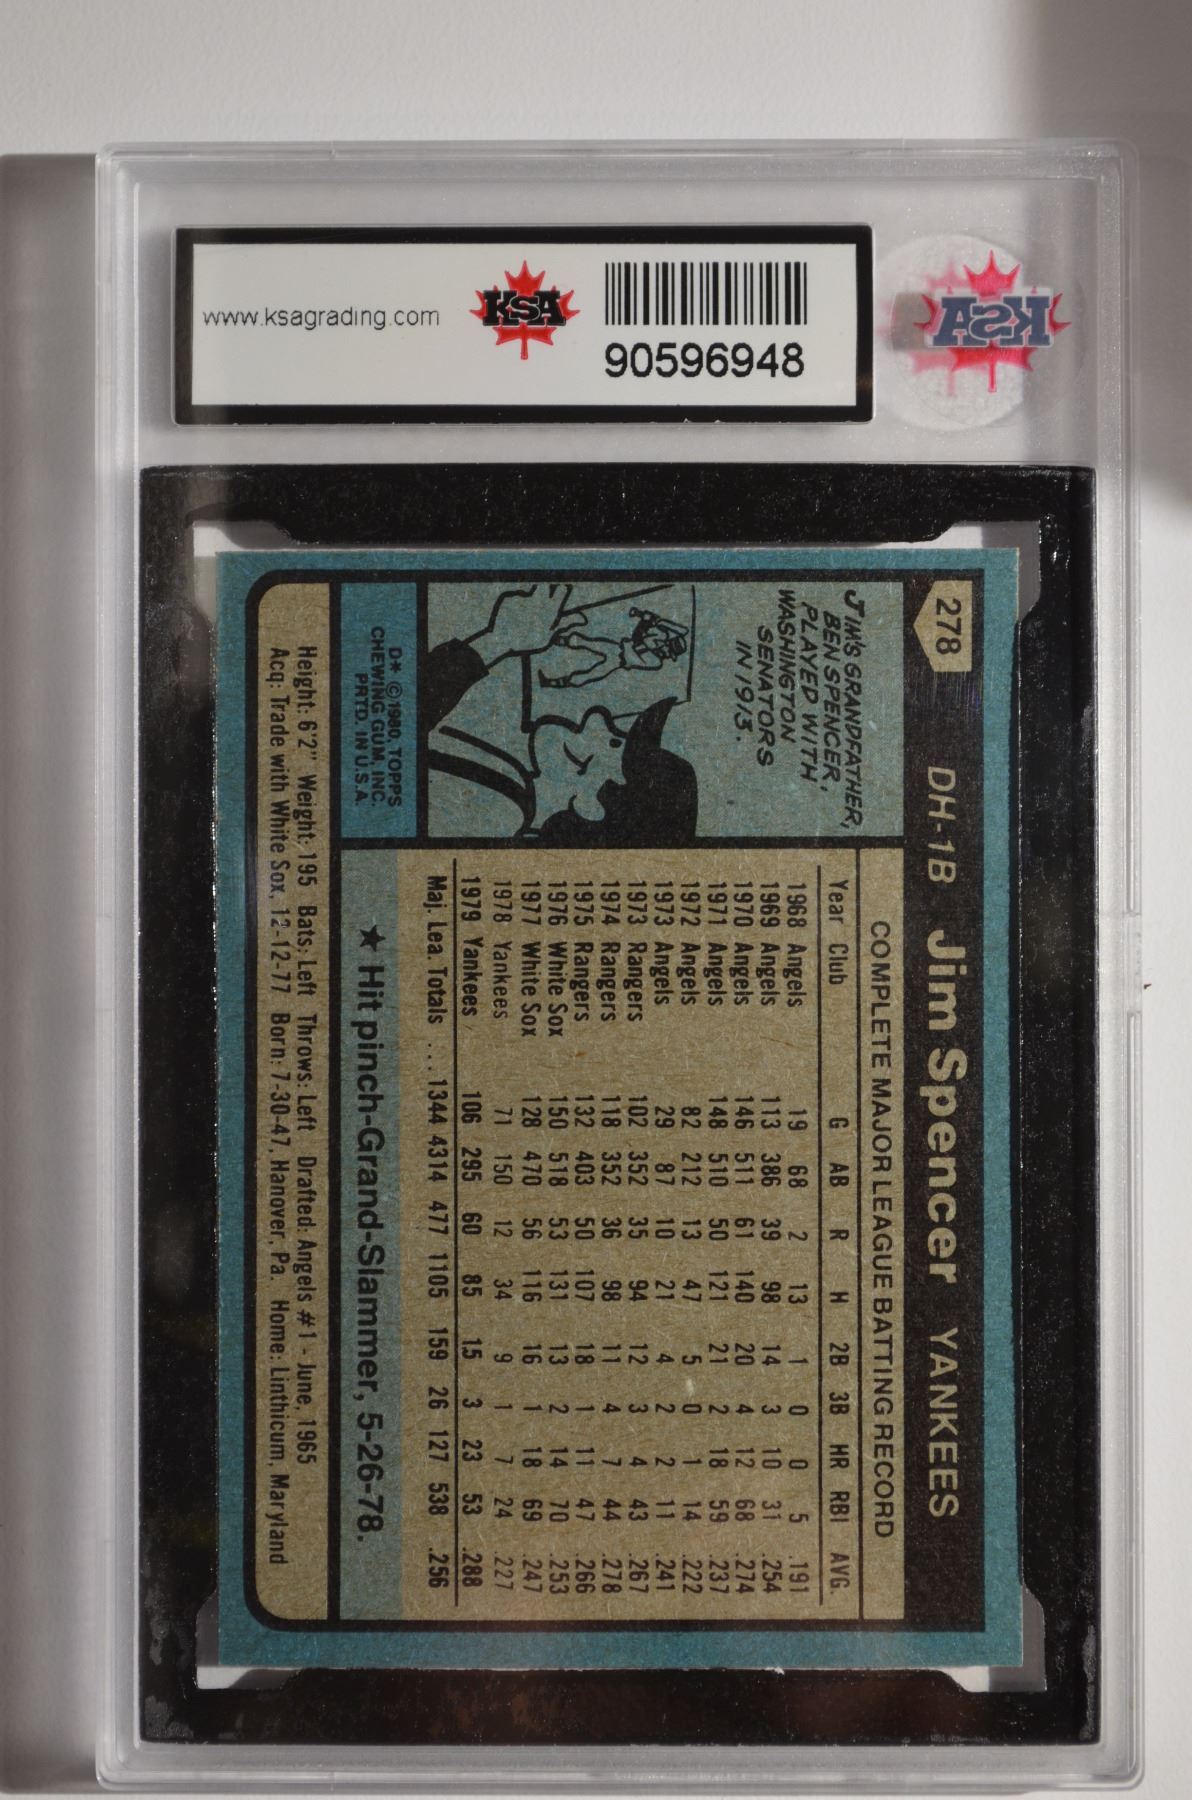 www.ksagrading.com
KSA
90596948
KSA
278
DH-1B Jim Spencer YANKEES
JIM'S GRANDFATHER,
BEN SPENCER,
PLAYED WITH
WASHINGTON
SENATORS
IN 1913.
D* ©1980 TOPPS
CHEWING GUM, INC.
PRTD. IN U.S.A.
COMPLETE MAJOR LEAGUE BATTING RECORD
Year Club G AB R H 2B 3B HR RBI AVG.
1968 Angels 19 68 2 13 1 0 0 5 .191
1969 Angels 113 386 39 98 14 3 10 31 .254
1970 Angels 146 511 61 140 20 4 12 68 .274
1971 Angels 148 510 50 121 21 2 18 59 .237
1972 Angels 82 212 13 47 5 0 1 14 .222
1973 Angels 29 87 10 21 4 2 2 11 .241
1973 Rangers 102 352 35 94 12 3 4 43 .267
1974 Rangers 118 352 36 98 11 4 7 44 .278
1975 Rangers 132 403 50 107 18 1 11 47 .266
1976 White Sox 150 518 53 131 13 2 14 70 .253
1977 White Sox 128 470 56 116 16 1 18 69 .247
1978 Yankees 71 150 12 34 9 1 7 24 .227
1979 Yankees 106 295 60 85 15 3 23 53 .288
Maj. Lea. Totals ... 1344 4314 477 1105 159 26 127 538 .256
★ Hit pinch-Grand-Slammer, 5-26-78.
Height: 6'2" Weight: 195 Bats: Left Throws: Left Drafted: Angels #1 - June, 1965
Acq: Trade with White Sox, 12-12-77 Born: 7-30-47, Hanover, Pa. Home: Linthicum, Maryland